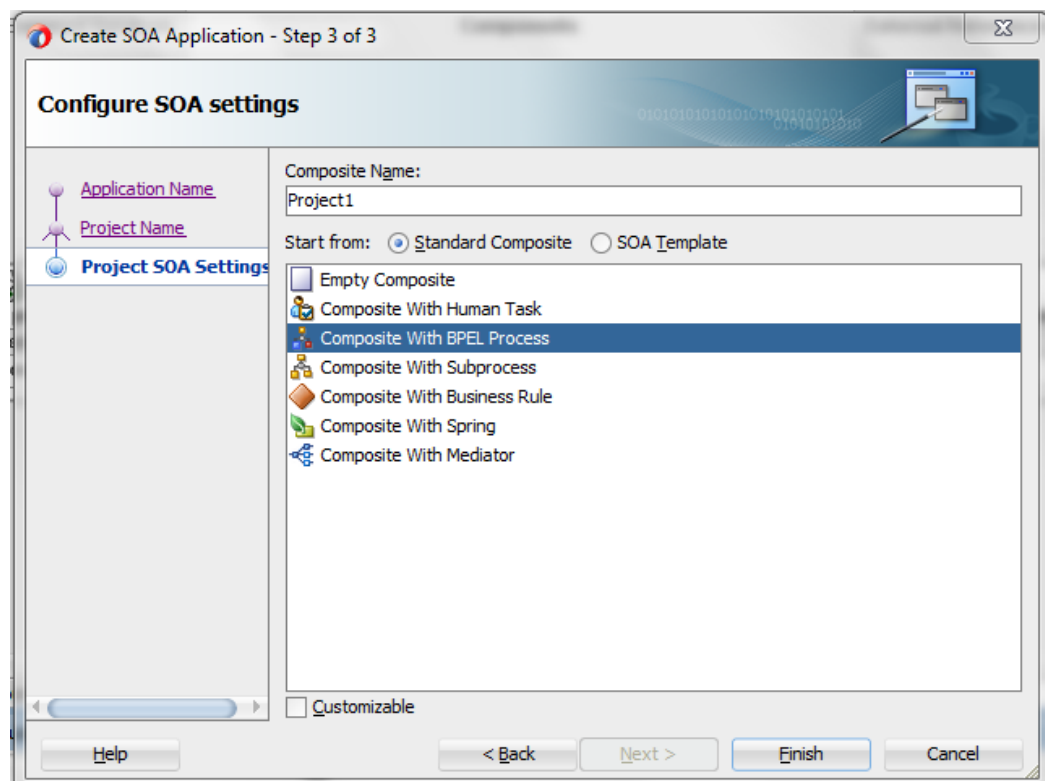 Create SOA Application - Step 3 of 3
Components
Configure SOA settings
Application Name
Project Name
Project SOA Settings
Composite Name:
Project1
Start from: Standard Composite SOA Template
Empty Composite
Composite With Human Task
Composite With BPEL Process
Composite With Subprocess
Composite With Business Rule
Composite With Spring
Composite With Mediator
Customizable
Help < Back Next > Finish Cancel